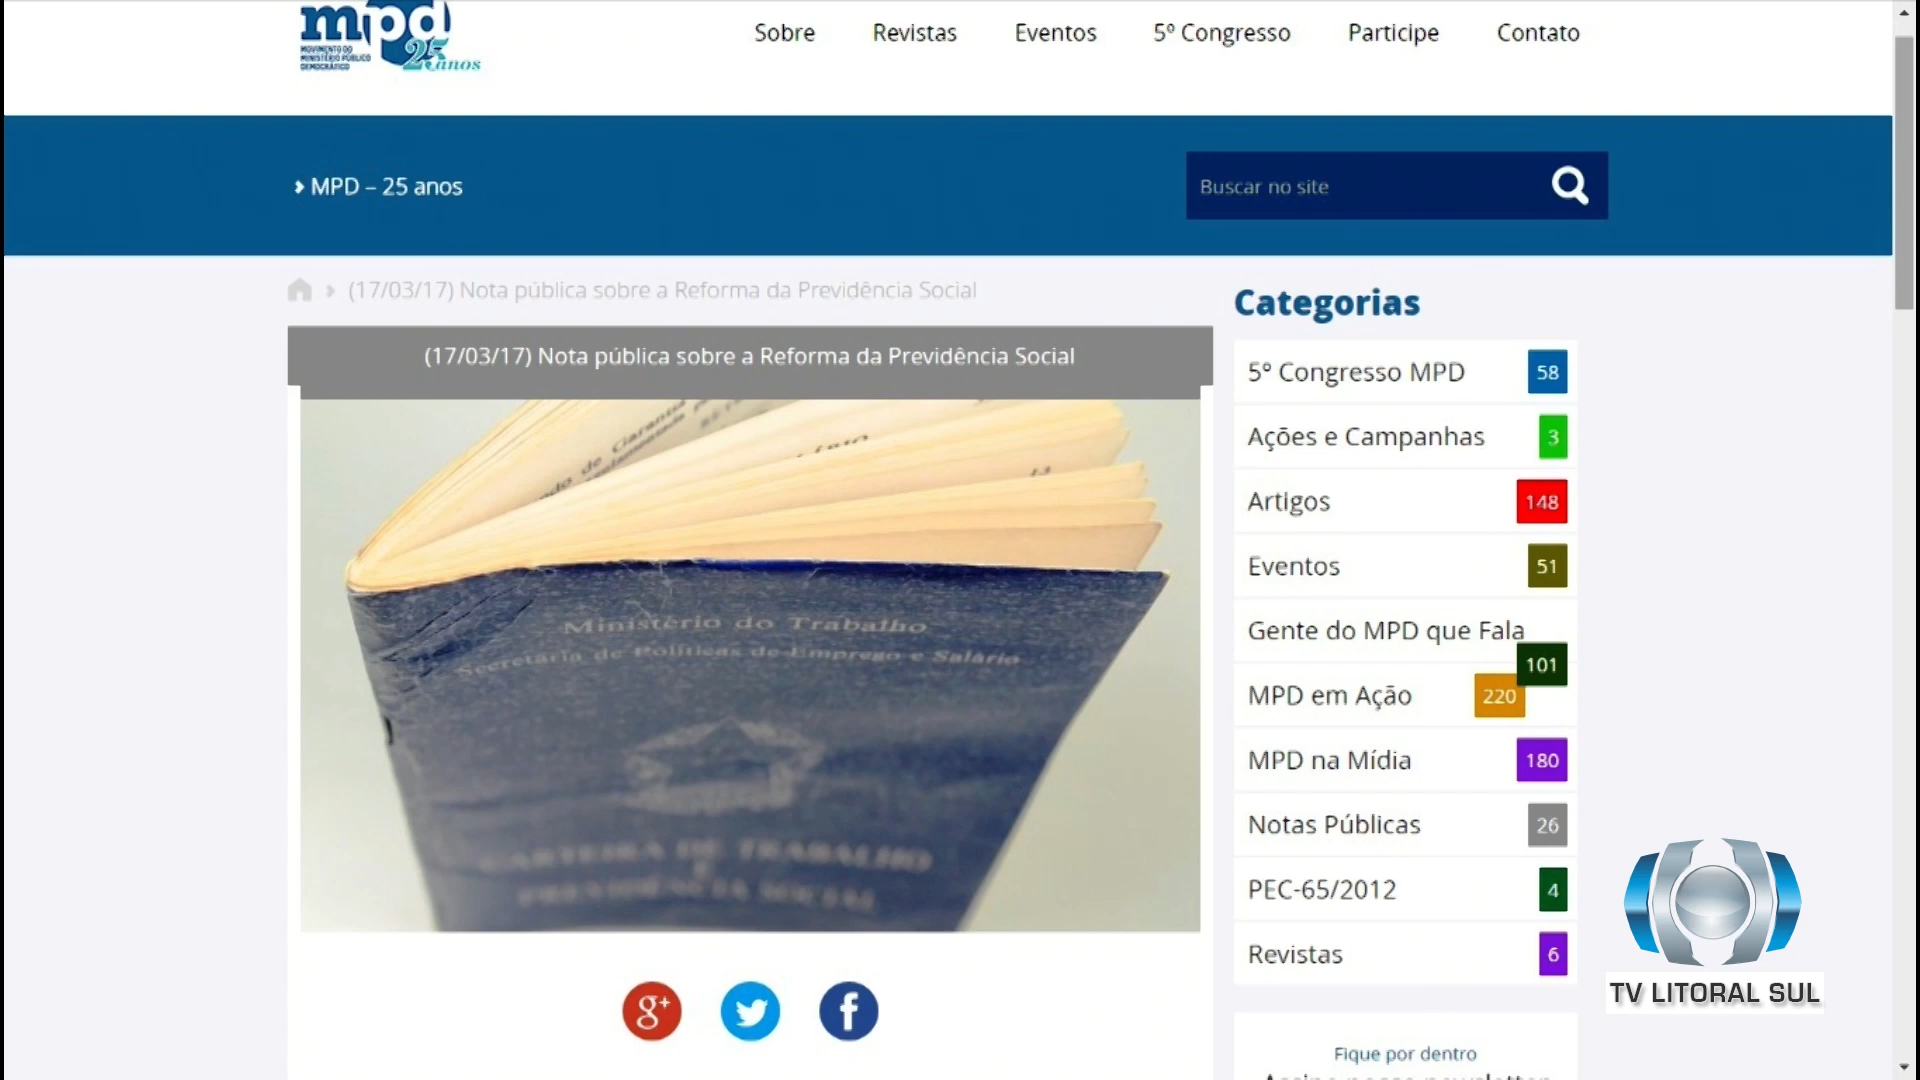 mpd
25 anos
MOVIMENTO DO
MINISTÉRIO PÚBLICO
DEMOCRÁTICO
Sobre
Revistas
Eventos
5º Congresso
Participe
Contato
MPD – 25 anos
Buscar no site
(17/03/17) Nota pública sobre a Reforma da Previdência Social
(17/03/17) Nota pública sobre a Reforma da Previdência Social
Ministério do Trabalho
Secretaria de Políticas de Emprego e Salário
CARTEIRA DE TRABALHO
E
PREVIDÊNCIA SOCIAL
g+
f
Categorias
5º Congresso MPD 58
Ações e Campanhas 3
Artigos 148
Eventos 51
Gente do MPD que Fala
101
MPD em Ação 220
MPD na Mídia 180
Notas Públicas 26
PEC-65/2012 4
Revistas 6
Fique por dentro
TV LITORAL SUL